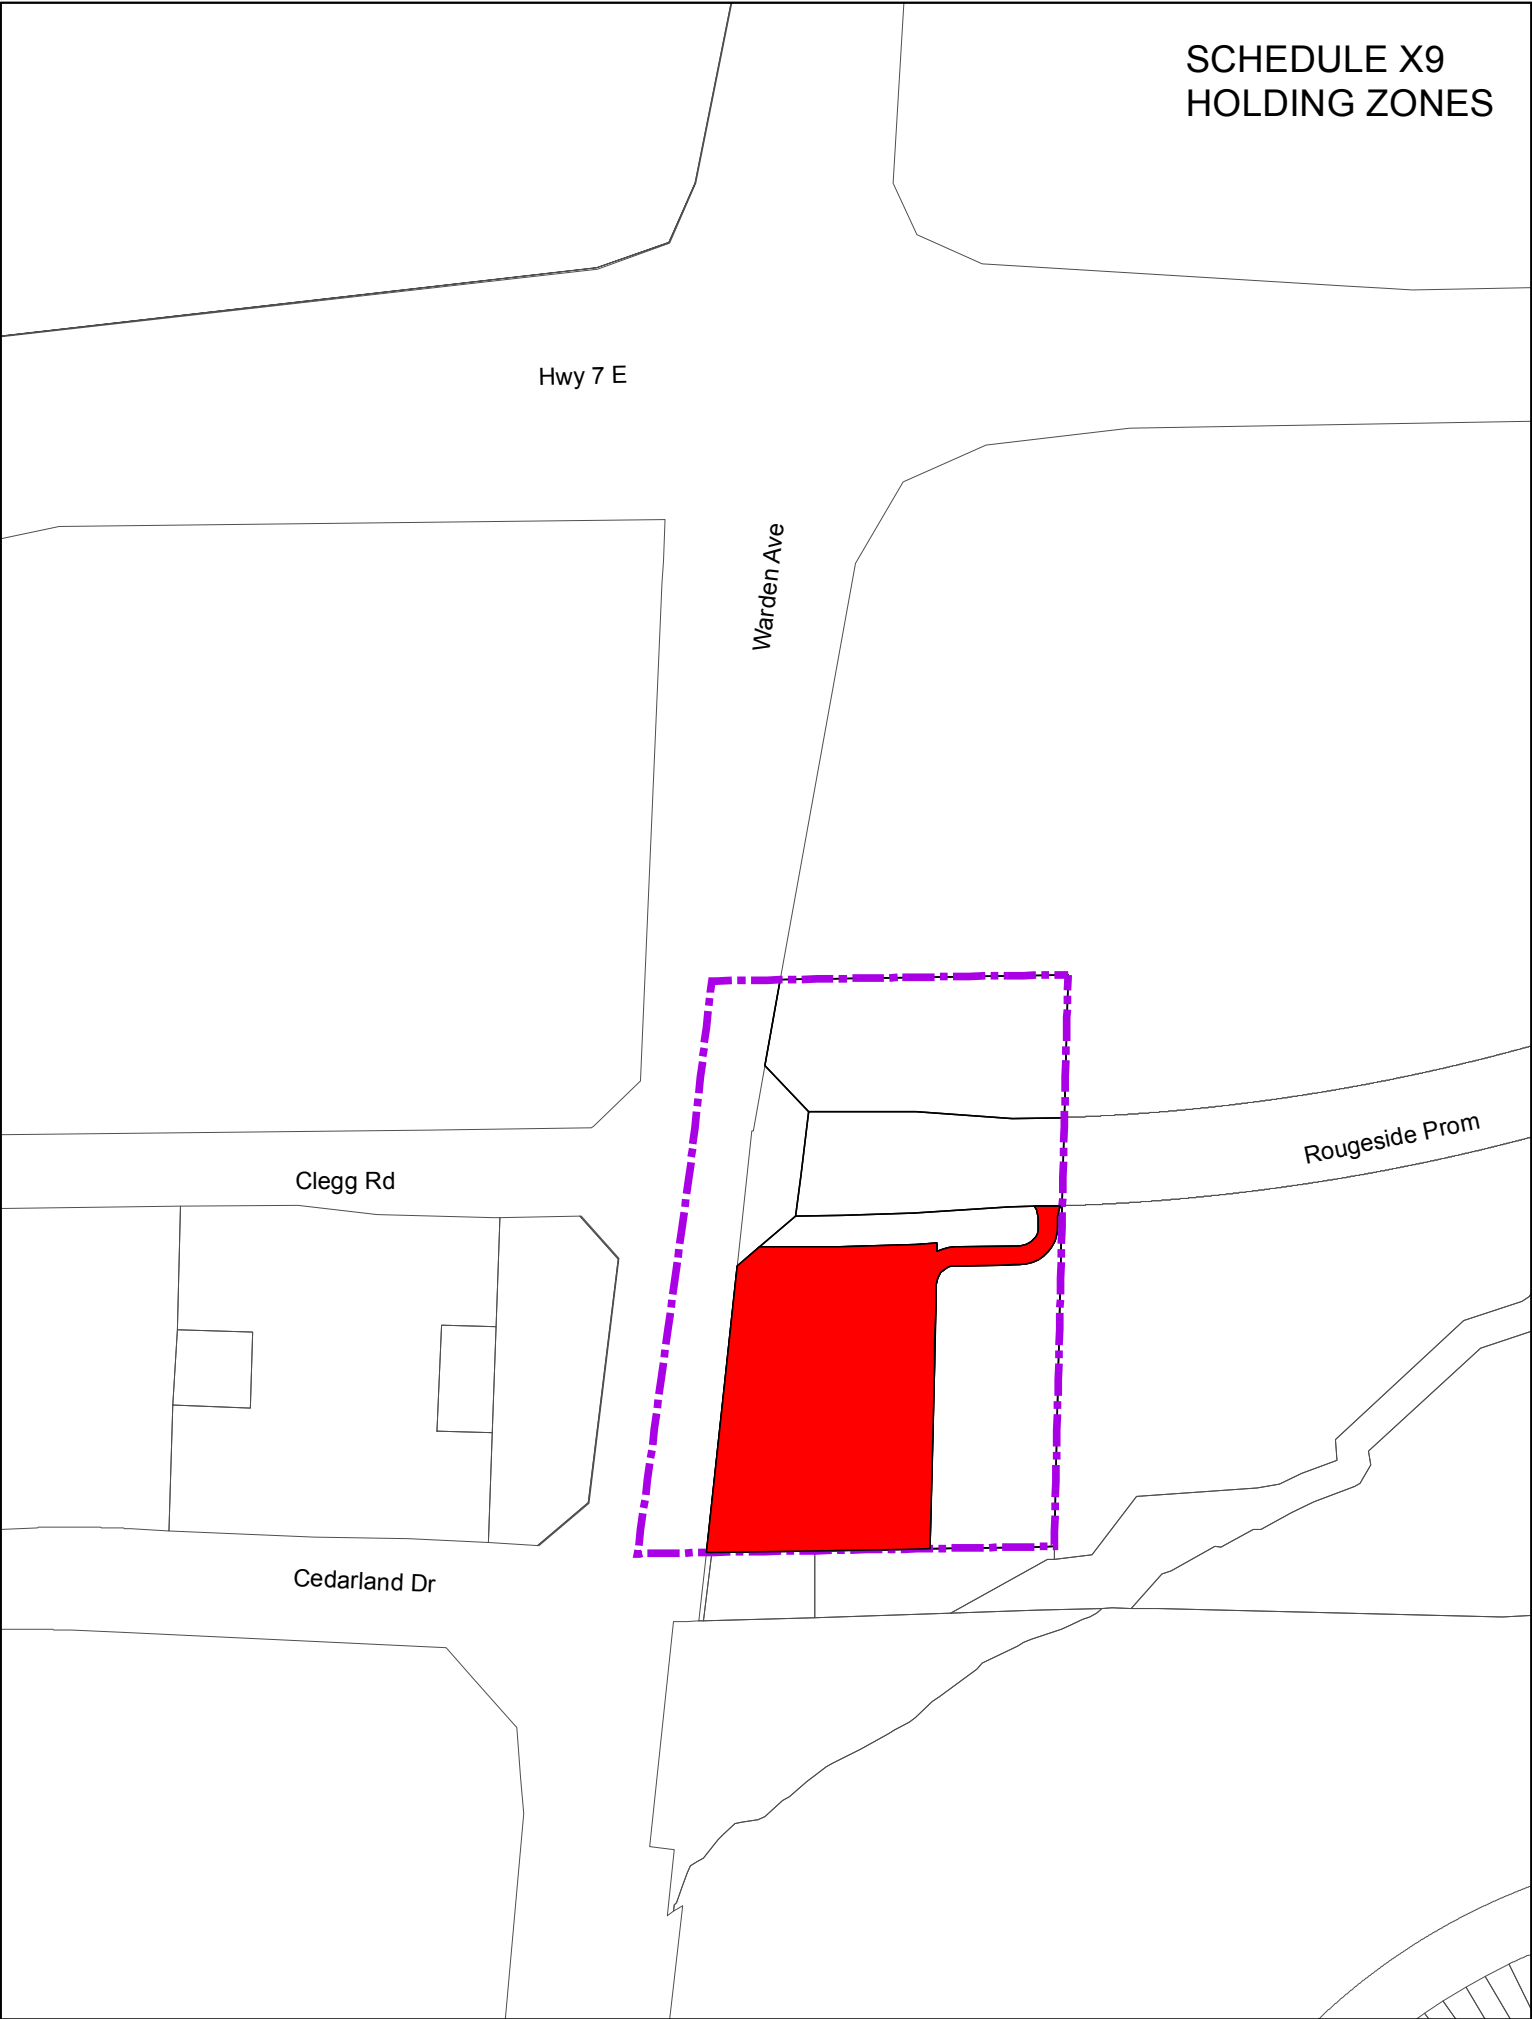 SCHEDULE X9
HOLDING ZONES
Hwy 7 E
Warden Ave
Rougeside Prom
Clegg Rd
Cedarland Dr